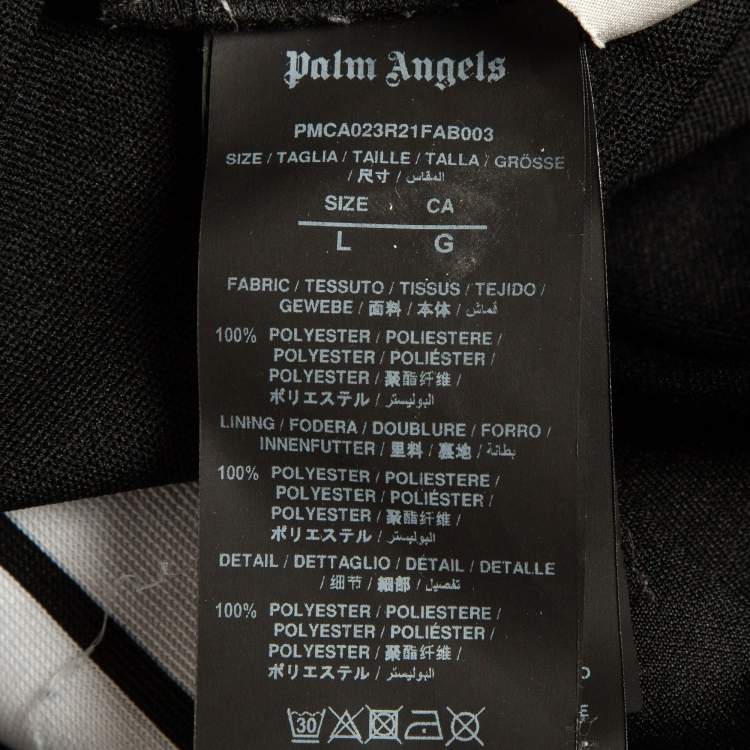 Palm Angels
PMCA023R21FAB003
SIZE / TAGLIA / TAILLE / TALLA / GRÖSSE
/ 尺寸 / المقاس /
SIZE CA
L G
FABRIC / TESSUTO / TISSUS / TEJIDO /
GEWEBE / 面料 / 本体 / قماش /
100% POLYESTER / POLIESTERE /
POLYESTER / POLIÉSTER /
POLYESTER / 聚酯纤维 /
ポリエステル / البوليستر /
LINING / FODERA / DOUBLURE / FORRO /
INNENFUTTER / 里料 / 裏地 / بطانة /
100% POLYESTER / POLIESTERE /
POLYESTER / POLIÉSTER /
POLYESTER / 聚酯纤维 /
ポリエステル / البوليستر /
DETAIL / DETTAGLIO / DÉTAIL / DETALLE
/ 细节 / 細部 / تفصيل /
100% POLYESTER / POLIESTERE /
POLYESTER / POLIÉSTER /
POLYESTER / 聚酯纤维 /
ポリエステル / البوليستر /
30